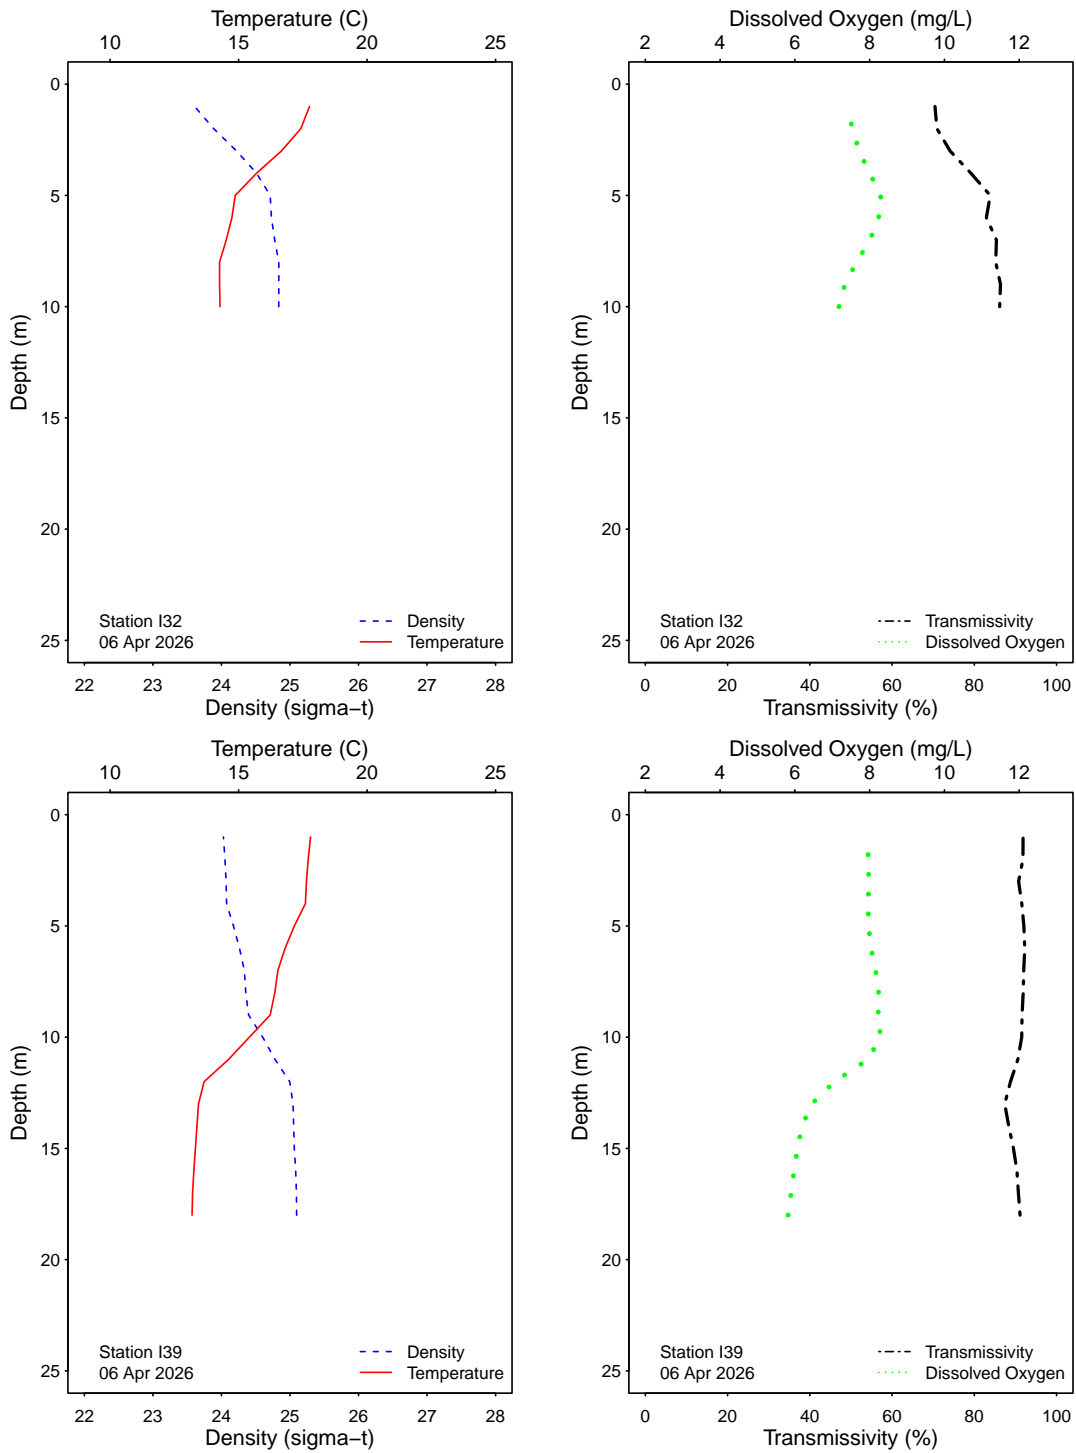 Temperature (C)
10 15 20 25
0
5
10
15
20
25
Depth (m)
Station I32
06 Apr 2026
Density
Temperature
22 23 24 25 26 27 28
Density (sigma−t)
Dissolved Oxygen (mg/L)
2 4 6 8 10 12
0
5
10
15
20
25
Depth (m)
Station I32
06 Apr 2026
Transmissivity
Dissolved Oxygen
0 20 40 60 80 100
Transmissivity (%)
Temperature (C)
10 15 20 25
0
5
10
15
20
25
Depth (m)
Station I39
06 Apr 2026
Density
Temperature
22 23 24 25 26 27 28
Density (sigma−t)
Dissolved Oxygen (mg/L)
2 4 6 8 10 12
0
5
10
15
20
25
Depth (m)
Station I39
06 Apr 2026
Transmissivity
Dissolved Oxygen
0 20 40 60 80 100
Transmissivity (%)